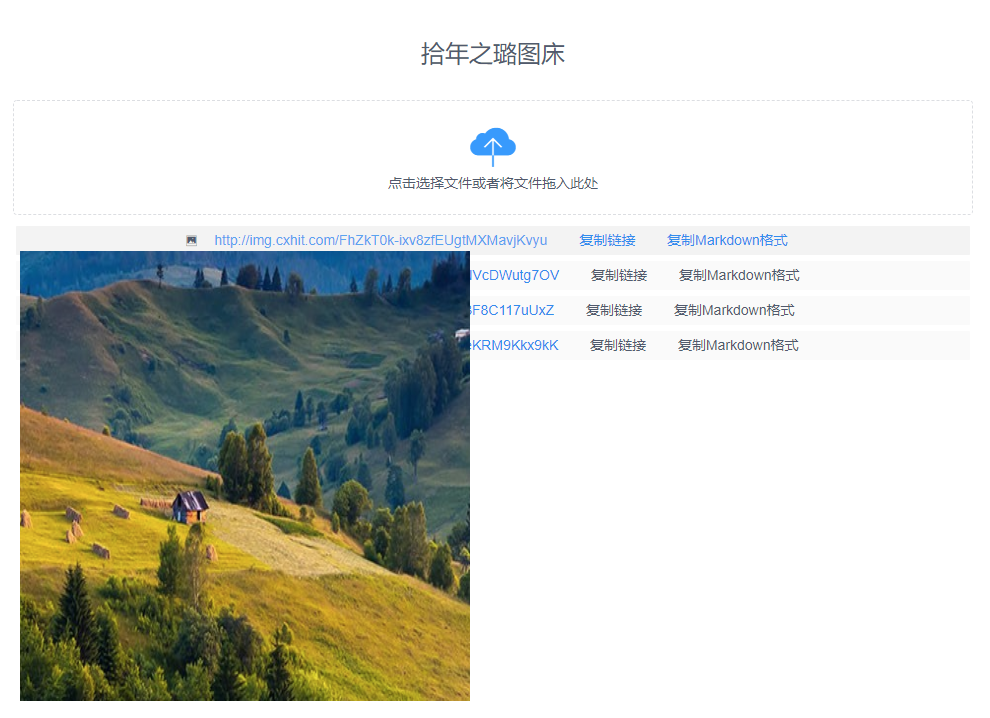 拾年之璐图床
点击选择文件或者将文件拖入此处
http://img.cxhit.com/FhZkT0k-ixv8zfEUgtMXMavjKvyu 复制链接 复制Markdown格式
VcDWutg7OV 复制链接 复制Markdown格式
F8C117uUxZ 复制链接 复制Markdown格式
KRM9Kkx9kK 复制链接 复制Markdown格式